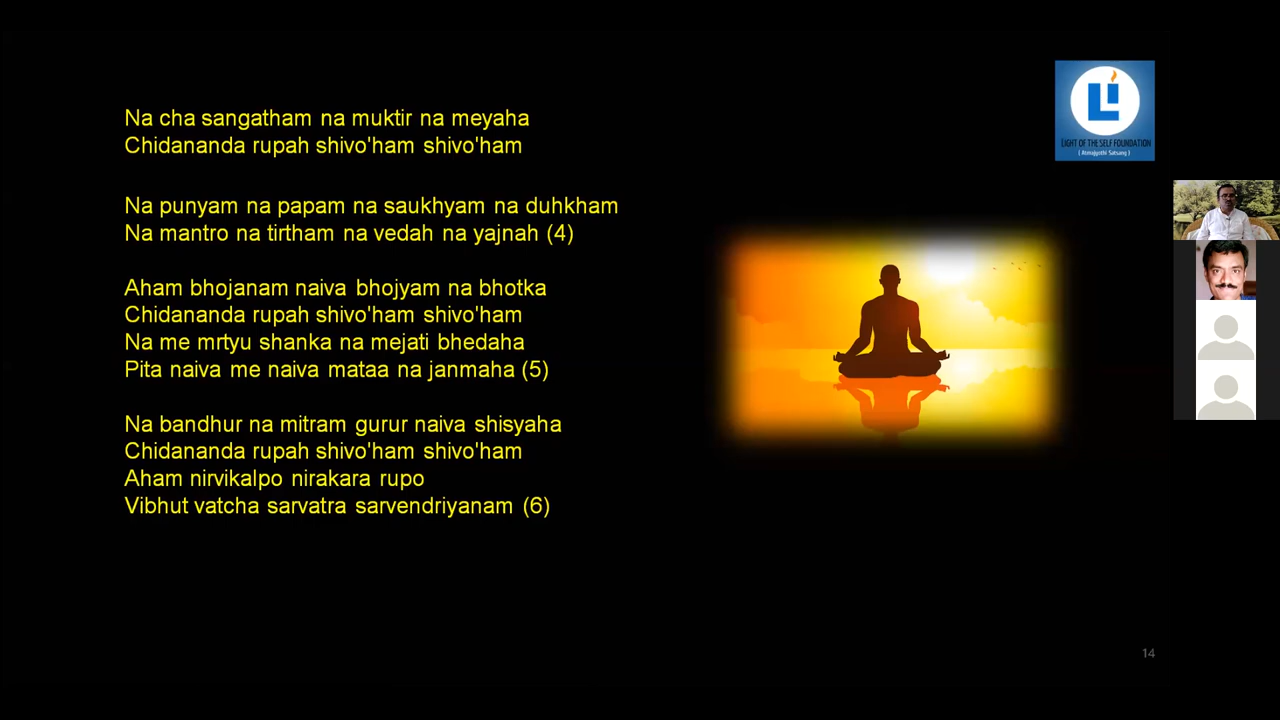 Na cha sangatham na muktir na meyaha
Chidananda rupah shivo'ham shivo'ham
Na punyam na papam na saukhyam na duhkham
Na mantro na tirtham na vedah na yajnah (4)
Aham bhojanam naiva bhojyam na bhotka
Chidananda rupah shivo'ham shivo'ham
Na me mrtyu shanka na mejati bhedaha
Pita naiva me naiva mataa na janmaha (5)
Na bandhur na mitram gurur naiva shisyaha
Chidananda rupah shivo'ham shivo'ham
Aham nirvikalpo nirakara rupo
Vibhut vatcha sarvatra sarvendriyanam (6)
LIGHT OF THE SELF FOUNDATION
( Atmajyothi Satsang )
14